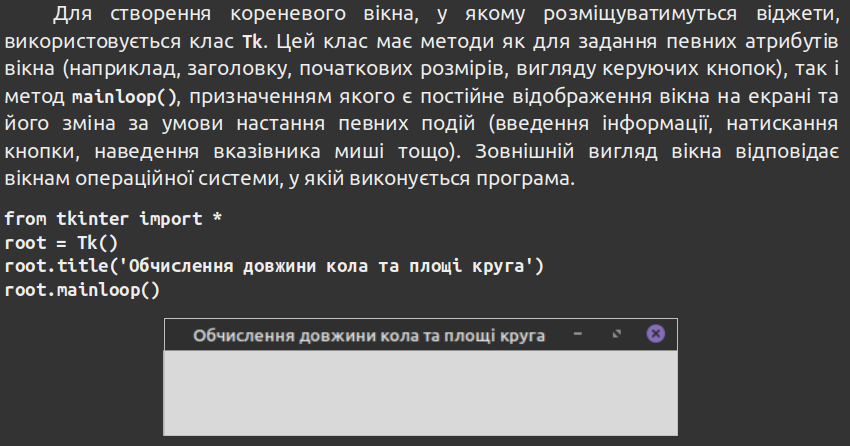 Для створення кореневого вікна, у якому розміщуватимуться віджети,
використовується клас Tk. Цей клас має методи як для задання певних атрибутів
вікна (наприклад, заголовку, початкових розмірів, вигляду керуючих кнопок), так і
метод mainloop(), призначенням якого є постійне відображення вікна на екрані та
його зміна за умови настання певних подій (введення інформації, натискання
кнопки, наведення вказівника миші тощо). Зовнішній вигляд вікна відповідає
вікнам операційної системи, у якій виконується програма.
from tkinter import *
root = Tk()
root.title('Обчислення довжини кола та площі круга')
root.mainloop()
Обчислення довжини кола та площі круга